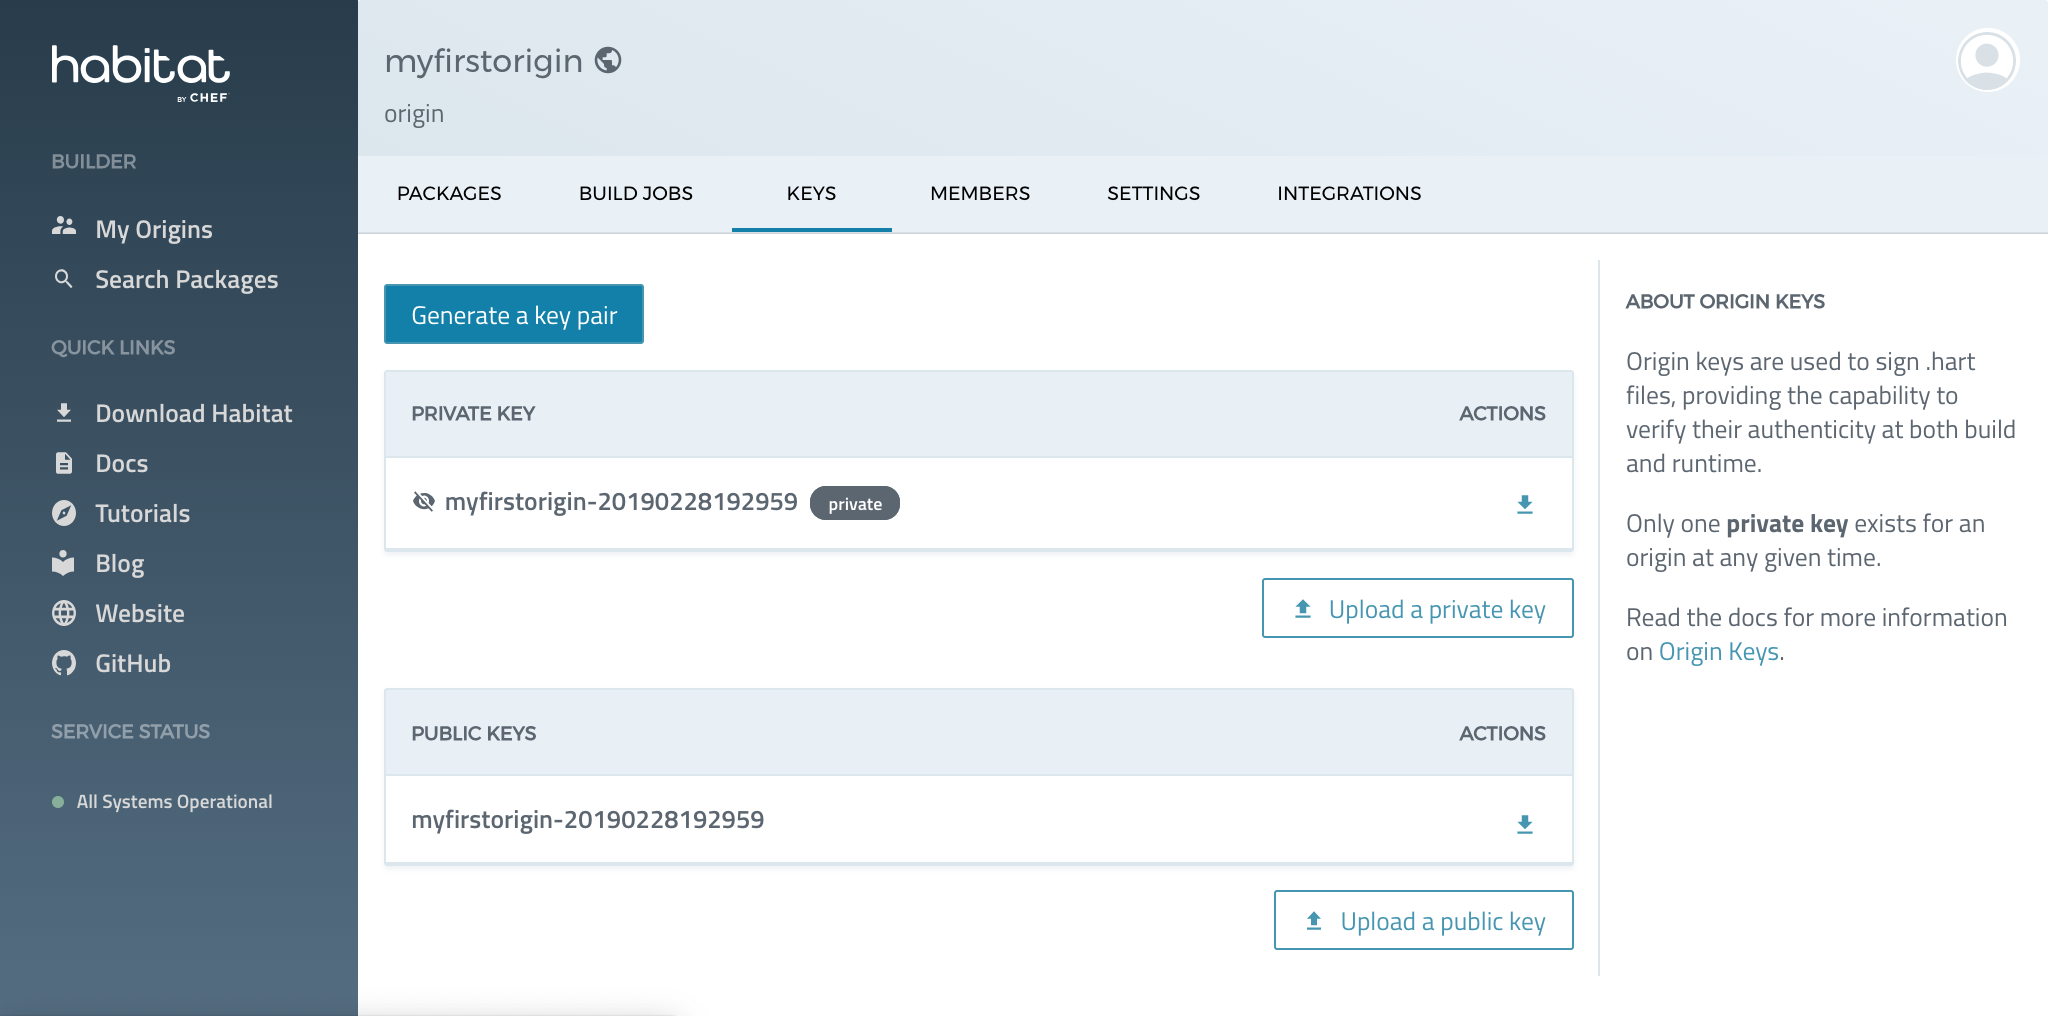 habitat
BY CHEF
BUILDER
My Origins
Search Packages
QUICK LINKS
Download Habitat
Docs
Tutorials
Blog
Website
GitHub
SERVICE STATUS
All Systems Operational
myfirstorigin
origin
PACKAGES BUILD JOBS KEYS MEMBERS SETTINGS INTEGRATIONS
Generate a key pair
PRIVATE KEY ACTIONS
myfirstorigin-20190228192959 private
Upload a private key
PUBLIC KEYS ACTIONS
myfirstorigin-20190228192959
Upload a public key
ABOUT ORIGIN KEYS
Origin keys are used to sign .hart
files, providing the capability to
verify their authenticity at both build
and runtime.
Only one private key exists for an
origin at any given time.
Read the docs for more information
on Origin Keys.